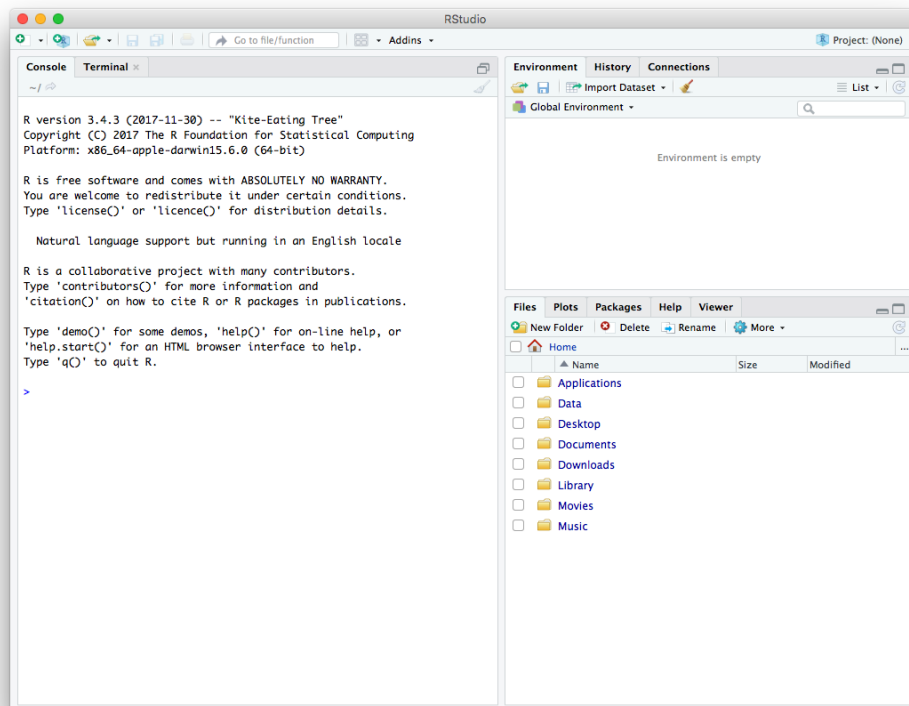 RStudio
Go to file/function
Addins
Project: (None)
Console Terminal
~/
R version 3.4.3 (2017-11-30) -- "Kite-Eating Tree"
Copyright (C) 2017 The R Foundation for Statistical Computing
Platform: x86_64-apple-darwin15.6.0 (64-bit)
R is free software and comes with ABSOLUTELY NO WARRANTY.
You are welcome to redistribute it under certain conditions.
Type 'license()' or 'licence()' for distribution details.
Natural language support but running in an English locale
R is a collaborative project with many contributors.
Type 'contributors()' for more information and
'citation()' on how to cite R or R packages in publications.
Type 'demo()' for some demos, 'help()' for on-line help, or
'help.start()' for an HTML browser interface to help.
Type 'q()' to quit R.
>
Environment History Connections
Import Dataset List
Global Environment
Environment is empty
Files Plots Packages Help Viewer
New Folder Delete Rename More
Home ...
Name Size Modified
Applications
Data
Desktop
Documents
Downloads
Library
Movies
Music